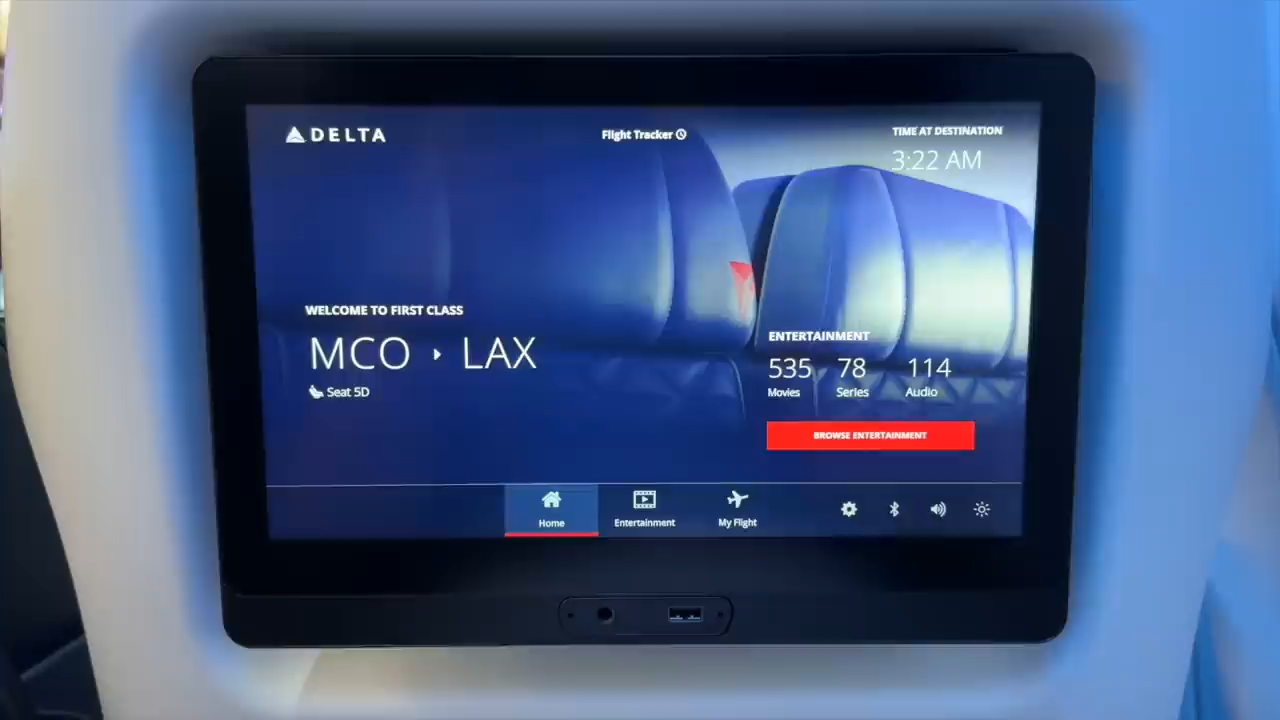 DELTA
Flight Tracker
TIME AT DESTINATION
3:22 AM
WELCOME TO FIRST CLASS
MCO LAX
Seat 5D
ENTERTAINMENT
535 78 114
Movies Series Audio
BROWSE ENTERTAINMENT
Home Entertainment My Flight